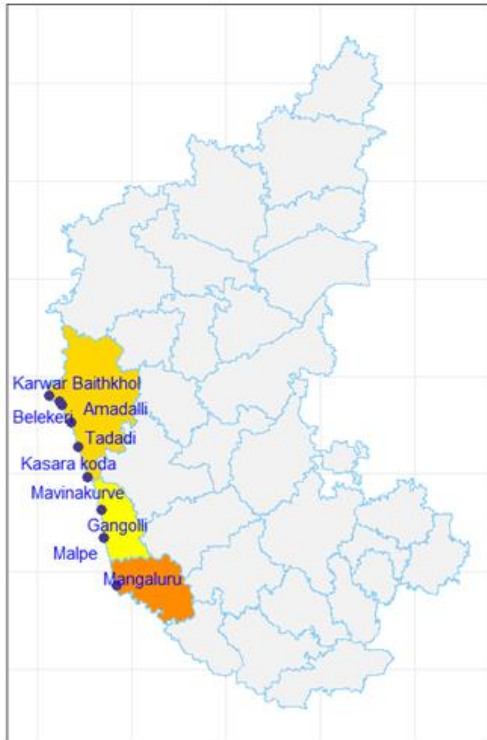 Karwar Baithkhol
Belekeri Amadalli
Tadadi
Kasara koda
Mavinakurve
Gangolli
Malpe
Mangaluru